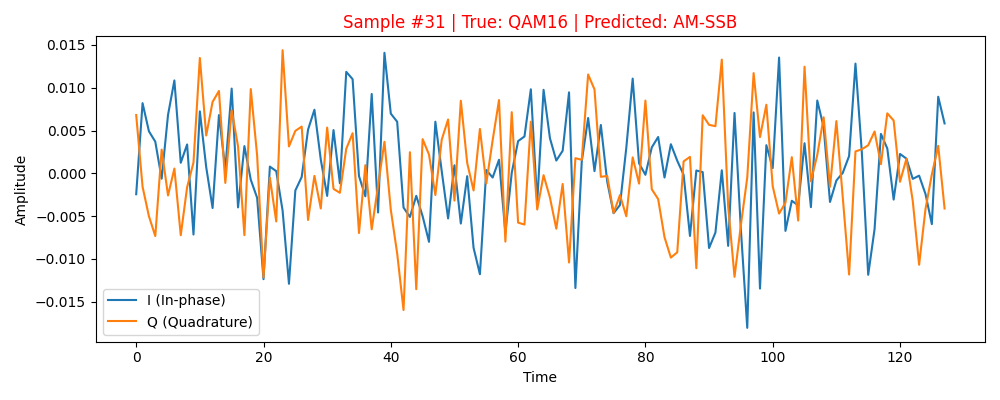 Sample #31 | True: QAM16 | Predicted: AM-SSB
0.015
0.010
0.005
0.000
−0.005
−0.010
−0.015
Amplitude
I (In-phase)
Q (Quadrature)
0 20 40 60 80 100 120
Time